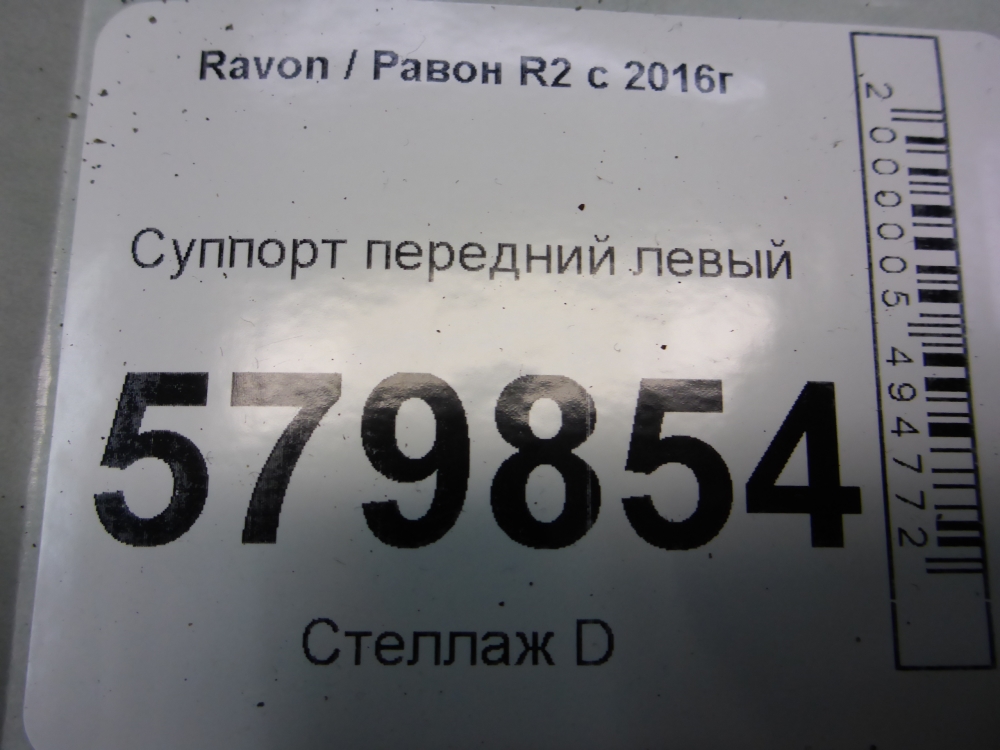 Ravon / Равон R2 с 2016г
Суппорт передний левый
579854
Стеллаж D
2000005494772